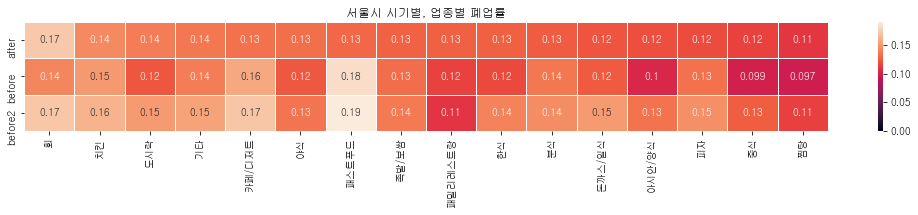 서울시 시기별, 업종별 폐업률
after 0.17 0.14 0.14 0.14 0.13 0.13 0.13 0.13 0.13 0.13 0.13 0.12 0.12 0.12 0.12 0.11
before 0.14 0.15 0.12 0.14 0.16 0.12 0.18 0.13 0.12 0.12 0.14 0.12 0.1 0.13 0.099 0.097
before2 0.17 0.16 0.15 0.15 0.17 0.13 0.19 0.14 0.11 0.14 0.14 0.15 0.13 0.15 0.13 0.11
회 치킨 도시락 기타 카페/디저트 야식 패스트푸드 족발/보쌈 패밀리레스토랑 한식 분식 돈까스/일식 아시안/양식 피자 중식 찜탕
0.15
0.10
0.05
0.00